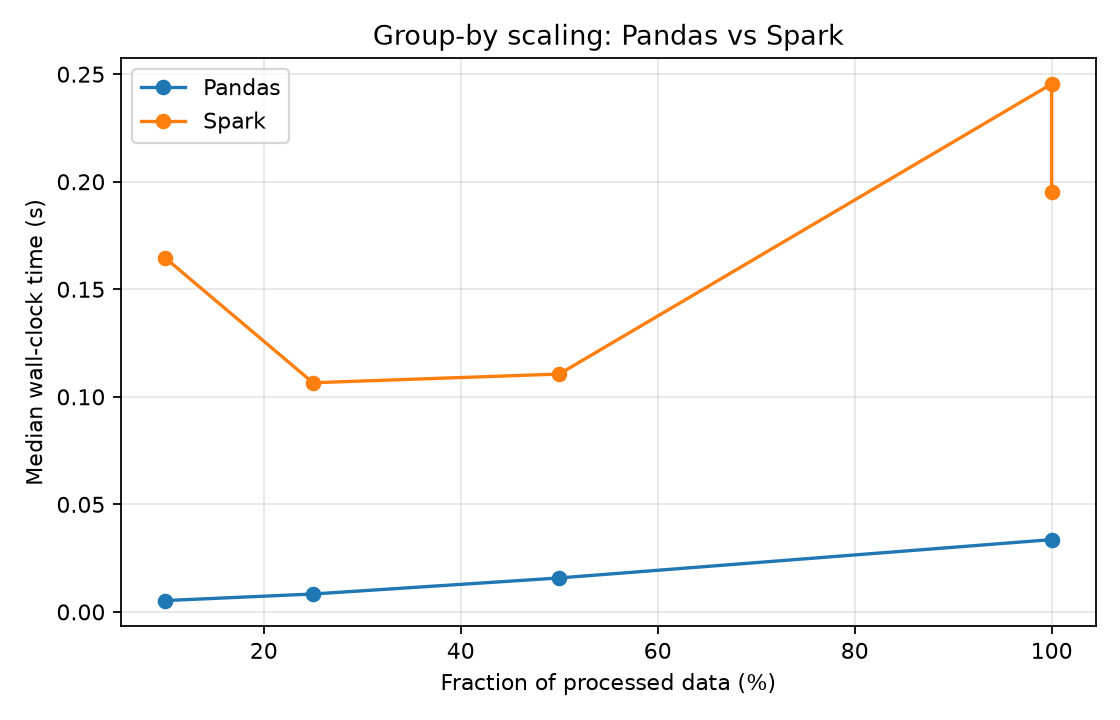 Group-by scaling: Pandas vs Spark
Pandas
Spark
Median wall-clock time (s)
0.25
0.20
0.15
0.10
0.05
0.00
20 40 60 80 100
Fraction of processed data (%)